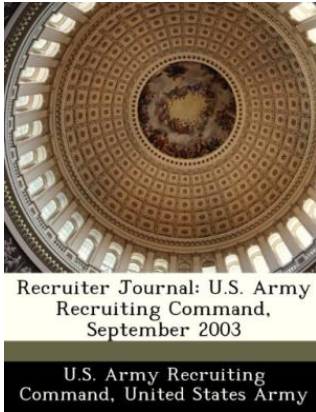 Recruiter Journal: U.S. Army
Recruiting Command,
September 2003
U.S. Army Recruiting
Command, United States Army